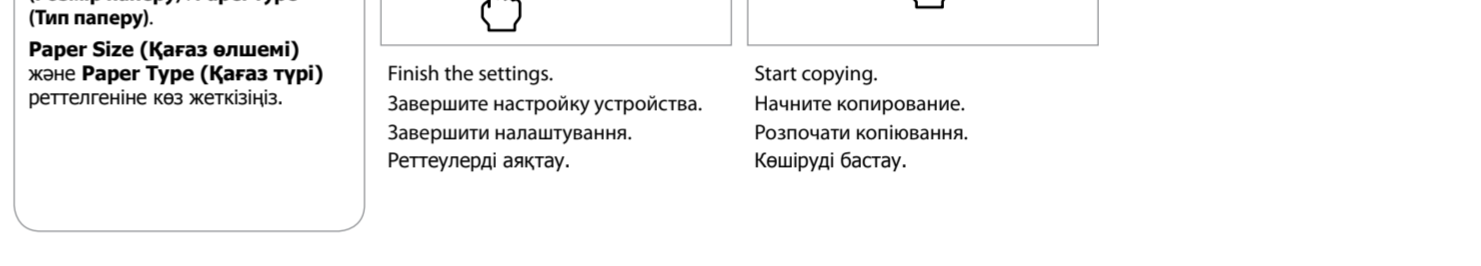 (Тип паперу).
Paper Size (Қағаз өлшемі)
және Paper Type (Қағаз түрі)
реттелгеніне көз жеткізіңіз.
Finish the settings.
Завершите настройку устройства.
Завершити налаштування.
Реттеулерді аяқтау.
Start copying.
Начните копирование.
Розпочати копіювання.
Көшіруді бастау.